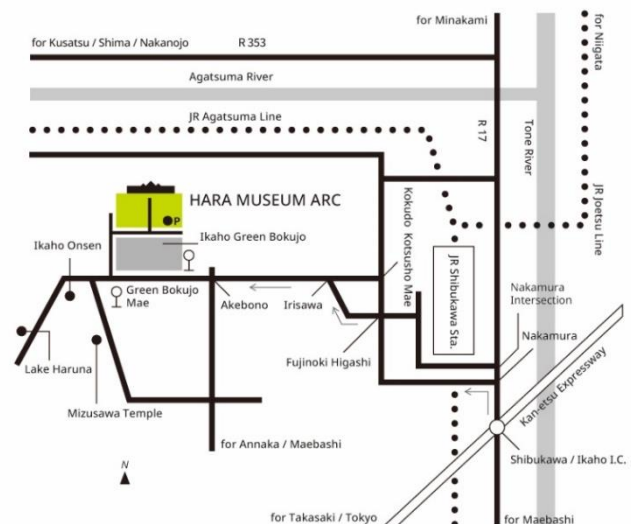 for Minakami
for Niigata
for Kusatsu / Shima / Nakanojo
R 353
Agatsuma River
JR Agatsuma Line
R 17
Tone River
JR Joetsu Line
HARA MUSEUM ARC
P
Kokudo Kotsusho Mae
Ikaho Green Bokujo
Ikaho Onsen
JR Shibukawa Sta.
Green Bokujo
Mae
Akebono
Irisawa
Nakamura
Intersection
Nakamura
Fujinoki Higashi
Lake Haruna
Kan-etsu Expressway
Mizusawa Temple
for Annaka / Maebashi
Shibukawa / Ikaho I.C.
N
for Takasaki / Tokyo
for Maebashi